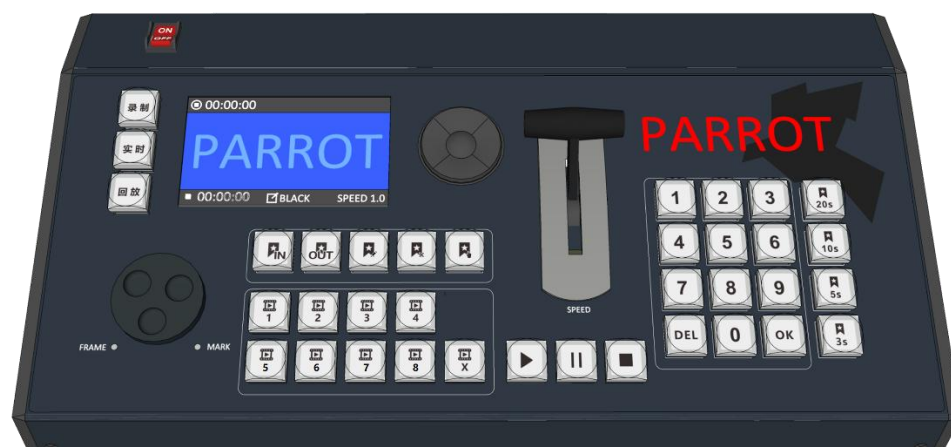 ON
OFF
录制
实时
回放
00:00:00
PARROT
00:00:00 BLACK SPEED 1.0
PARROT
IN OUT
1 2 3 4
5 6 7 8 X
FRAME MARK
SPEED
1 2 3 20s
4 5 6 10s
7 8 9 5s
DEL 0 OK 3s